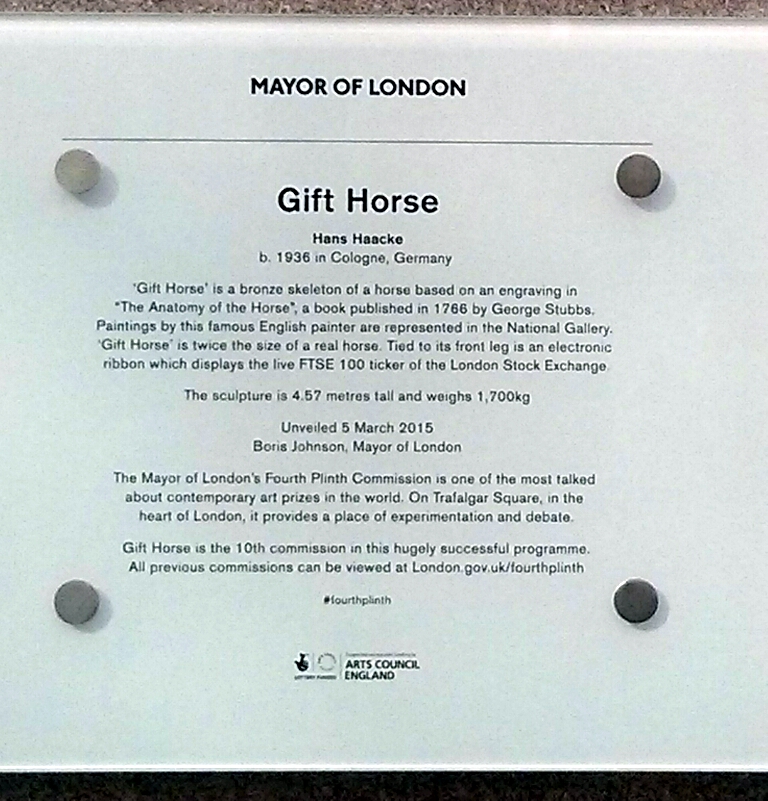 MAYOR OF LONDON
Gift Horse
Hans Haacke
b. 1936 in Cologne, Germany
'Gift Horse' is a bronze skeleton of a horse based on an engraving in
"The Anatomy of the Horse", a book published in 1766 by George Stubbs.
Paintings by this famous English painter are represented in the National Gallery.
'Gift Horse' is twice the size of a real horse. Tied to its front leg is an electronic
ribbon which displays the live FTSE 100 ticker of the London Stock Exchange
The sculpture is 4.57 metres tall and weighs 1,700kg
Unveiled 5 March 2015
Boris Johnson, Mayor of London
The Mayor of London's Fourth Plinth Commission is one of the most talked
about contemporary art prizes in the world. On Trafalgar Square, in the
heart of London, it provides a place of experimentation and debate.
Gift Horse is the 10th commission in this hugely successful programme.
All previous commissions can be viewed at London.gov.uk/fourthplinth
#fourthplinth
LOTTERY FUNDED
ARTS COUNCIL
ENGLAND